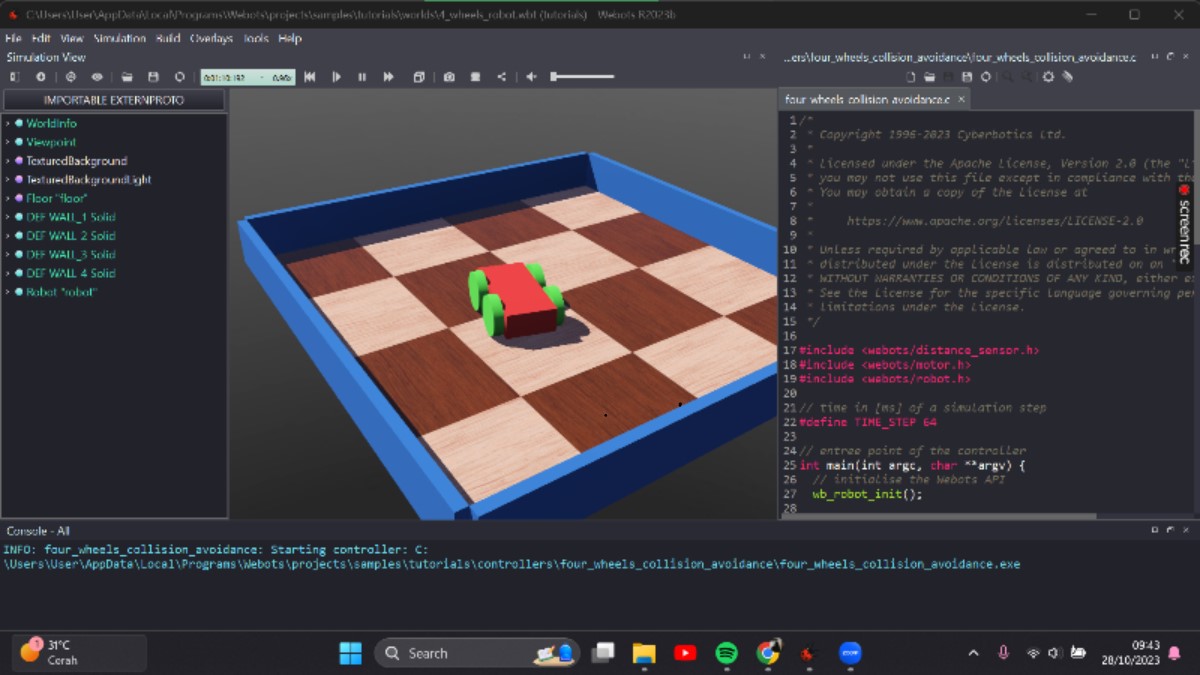 C:\Users\User\AppData\Local\Programs\Webots\projects\samples\tutorials\worlds\4_wheels_robot.wbt (tutorials) - Webots R2023b
File Edit View Simulation Build Overlays Tools Help
Simulation View
...ers\four_wheels_collision_avoidance\four_wheels_collision_avoidance.c
IMPORTABLE EXTERNPROTO
four_wheels_collision_avoidance.c
WorldInfo
Viewpoint
TexturedBackground
TexturedBackgroundLight
Floor "floor"
DEF WALL_1 Solid
DEF WALL_2 Solid
DEF WALL_3 Solid
DEF WALL_4 Solid
Robot "robot"
1 /*
2 * Copyright 1996-2023 Cyberbotics Ltd.
3 *
4 * Licensed under the Apache License, Version 2.0 (the "L
5 * you may not use this file except in compliance with th
6 * You may obtain a copy of the License at
7 *
8 * https://www.apache.org/licenses/LICENSE-2.0
9 *
10 * Unless required by applicable law or agreed to in wr
11 * distributed under the License is distributed on an
12 * WITHOUT WARRANTIES OR CONDITIONS OF ANY KIND, either e
13 * See the License for the specific language governing pe
14 * limitations under the License.
15 */
16
17 #include <webots/distance_sensor.h>
18 #include <webots/motor.h>
19 #include <webots/robot.h>
20
21 // time in [ms] of a simulation step
22 #define TIME_STEP 64
23
24 // entree point of the controller
25 int main(int argc, char **argv) {
26 // initialise the Webots API
27 wb_robot_init();
28
screenrec
Console - All
INFO: four_wheels_collision_avoidance: Starting controller: C:
\Users\User\AppData\Local\Programs\Webots\projects\samples\tutorials\controllers\four_wheels_collision_avoidance\four_wheels_collision_avoidance.exe
1
31°C
Cerah
Search
zoom
09:43
28/10/2023